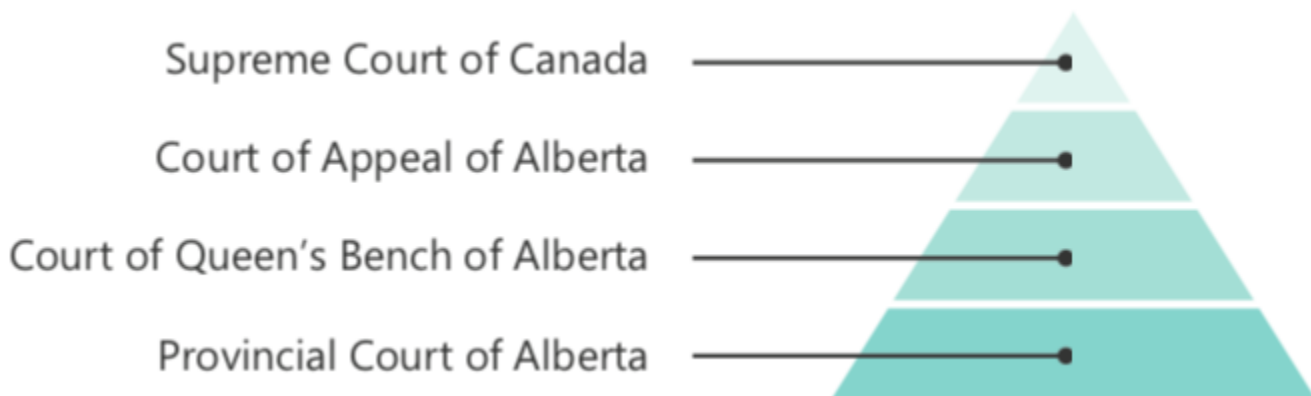 Supreme Court of Canada
Court of Appeal of Alberta
Court of Queen’s Bench of Alberta
Provincial Court of Alberta